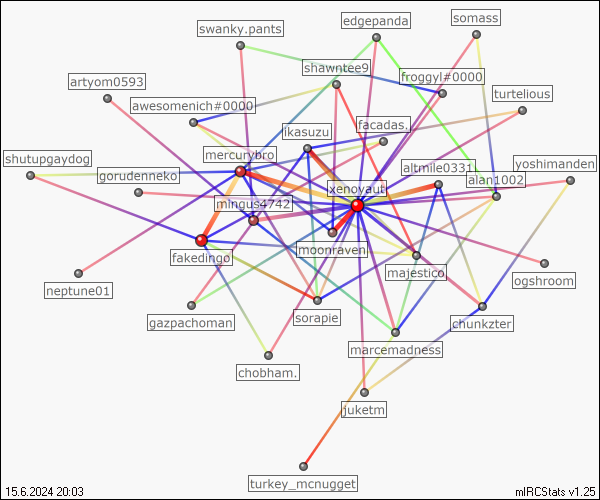 somass
edgepanda
swanky.pants
shawntee9
froggyl#0000
artyom0593
turtelious
awesomenich#0000
facadas.
ikasuzu
mercurybro
shutupgaydog
altmile0331
yoshimanden
gorudenneko
alan1002
xenoyaut
mingus4742
moonraven
fakedingo
majestico
ogshroom
neptune01
sorapie
gazpachoman
chunkzter
marcemadness
chobham.
juketm
turkey_mcnugget
15.6.2024 20:03
mIRCStats v1.25